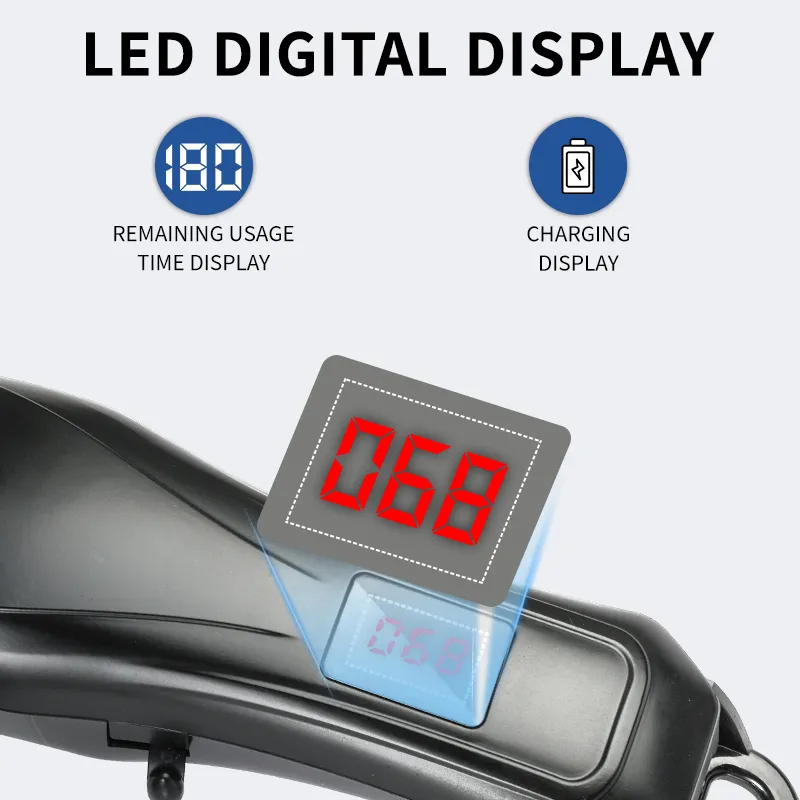 LED DIGITAL DISPLAY
180
REMAINING USAGE
TIME DISPLAY
CHARGING
DISPLAY
068
068